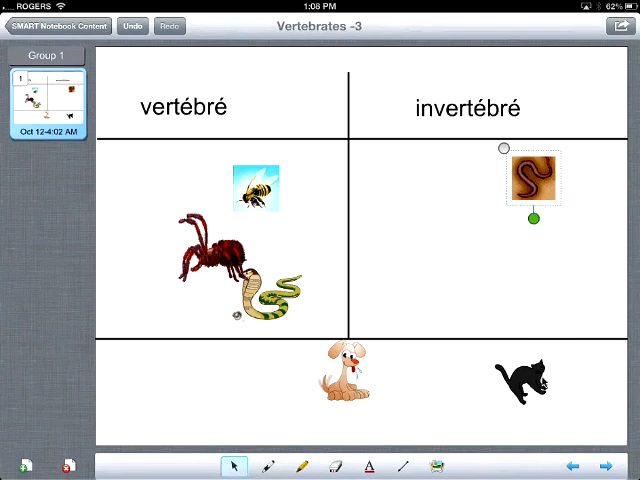 ..... ROGERS 1:08 PM 62%
SMART Notebook Content Undo Redo Vertebrates -3
Group 1
1
Oct 12-4:02 AM
vertébré invertébré
A